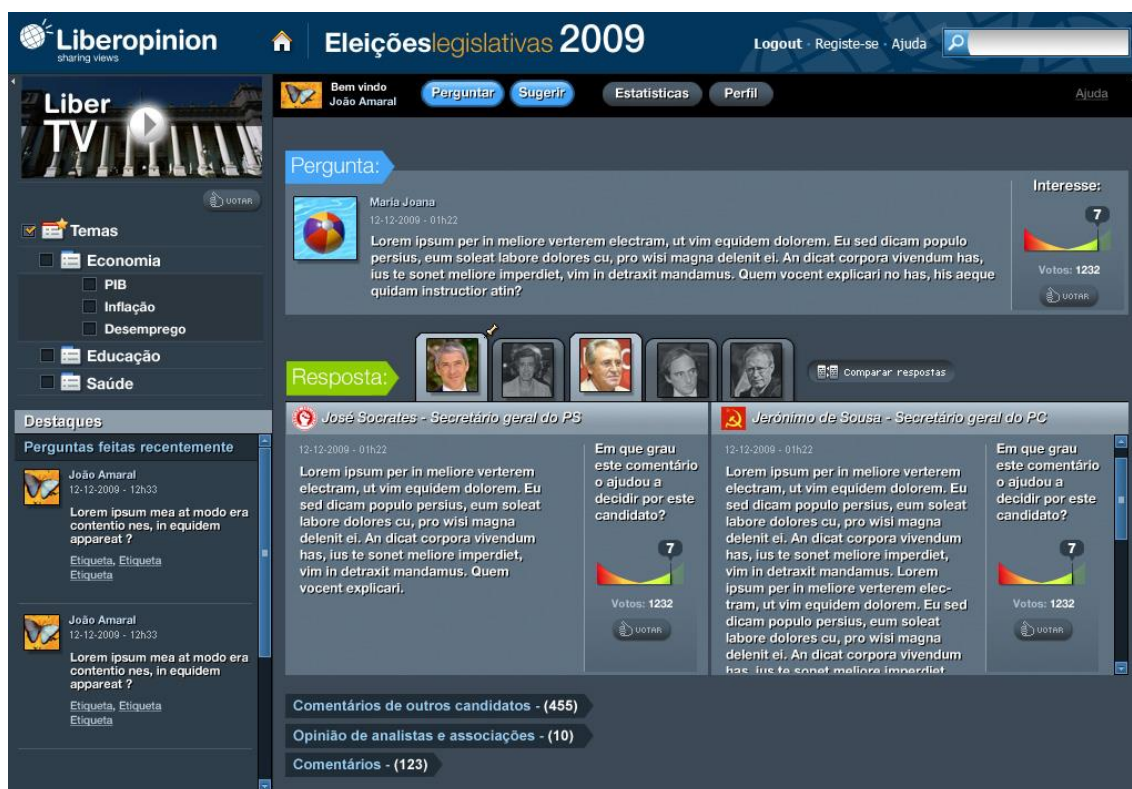 Liberopinion
sharing views
Eleições legislativas 2009
Logout - Registe-se - Ajuda
Liber
TV
VOTAR
Temas
Economia
PIB
Inflação
Desemprego
Educação
Saúde
Destaques
Perguntas feitas recentemente
João Amaral
12-12-2009 - 12h33
Lorem ipsum mea at modo era
contentio nes, in equidem
appareat ?
Etiqueta, Etiqueta
Etiqueta
João Amaral
12-12-2009 - 12h33
Lorem ipsum mea at modo era
contentio nes, in equidem
appareat ?
Etiqueta, Etiqueta
Etiqueta
Bem vindo
João Amaral
Perguntar
Sugerir
Estatisticas
Perfil
Ajuda
Pergunta:
Maria Joana
12-12-2009 - 01h22
Lorem ipsum per in meliore verterem electram, ut vim equidem dolorem. Eu sed dicam populo
persius, eum soleat labore dolores cu, pro wisi magna delenit ei. An dicat corpora vivendum has,
ius te sonet meliore imperdiet, vim in detraxit mandamus. Quem vocent explicari no has, his aeque
quidam instructior atin?
Interesse:
7
Votos: 1232
VOTAR
Resposta:
Comparar respostas
José Socrates - Secretário geral do PS
12-12-2009 - 01h22
Lorem ipsum per in meliore verterem
electram, ut vim equidem dolorem. Eu
sed dicam populo persius, eum soleat
labore dolores cu, pro wisi magna
delenit ei. An dicat corpora vivendum
has, ius te sonet meliore imperdiet,
vim in detraxit mandamus. Quem
vocent explicari.
Em que grau
este comentário
o ajudou a
decidir por este
candidato?
7
Votos: 1232
VOTAR
Jerónimo de Sousa - Secretário geral do PC
12-12-2009 - 01h22
Lorem ipsum per in meliore verterem
electram, ut vim equidem dolorem. Eu
sed dicam populo persius, eum soleat
labore dolores cu, pro wisi magna
delenit ei. An dicat corpora vivendum
has, ius te sonet meliore imperdiet,
vim in detraxit mandamus. Lorem
ipsum per in meliore verterem elec-
tram, ut vim equidem dolorem. Eu sed
dicam populo persius, eum soleat
labore dolores cu, pro wisi magna
delenit ei. An dicat corpora vivendum
has, ius te sonet meliore imperdiet
Em que grau
este comentário
o ajudou a
decidir por este
candidato?
7
Votos: 1232
VOTAR
Comentários de outros candidatos - (455)
Opinião de analistas e associações - (10)
Comentários - (123)